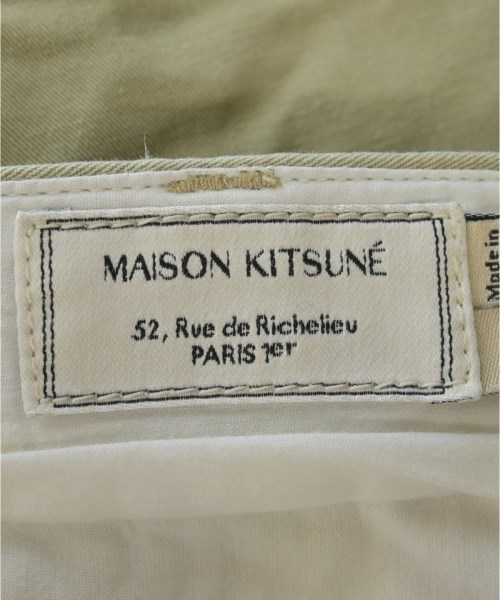 MAISON KITSUNÉ
52, Rue de Richelieu
PARIS 1er
Made in